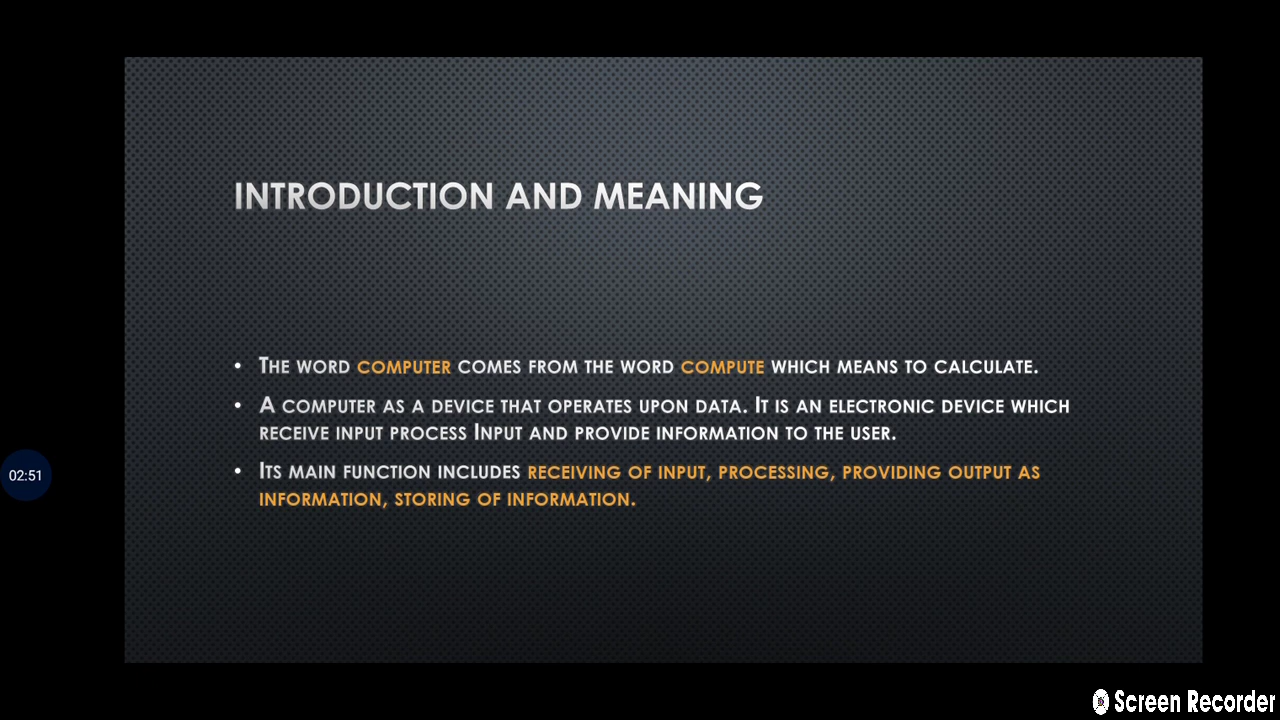 INTRODUCTION AND MEANING
• THE WORD COMPUTER COMES FROM THE WORD COMPUTE WHICH MEANS TO CALCULATE.
• A COMPUTER AS A DEVICE THAT OPERATES UPON DATA. IT IS AN ELECTRONIC DEVICE WHICH
RECEIVE INPUT PROCESS INPUT AND PROVIDE INFORMATION TO THE USER.
• ITS MAIN FUNCTION INCLUDES RECEIVING OF INPUT, PROCESSING, PROVIDING OUTPUT AS
INFORMATION, STORING OF INFORMATION.
02:51
Screen Recorder